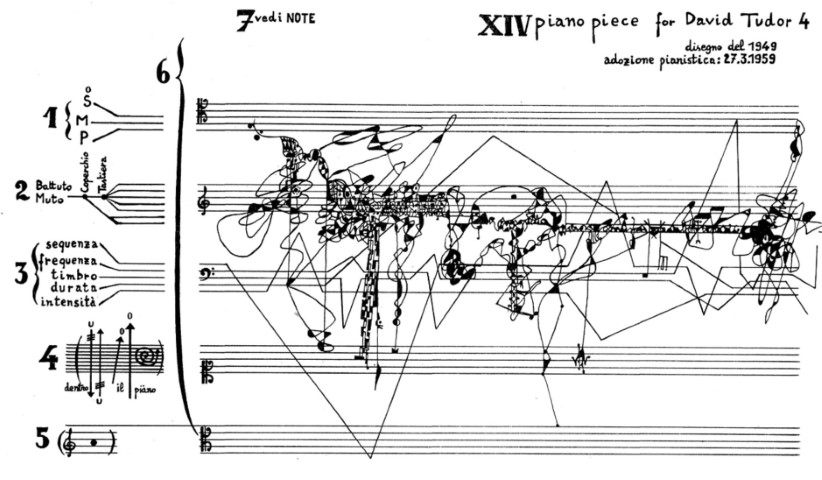 7 vedi NOTE
XIV piano piece for David Tudor 4
disegno del 1949
adozione pianistica: 27.3.1959
6
1
o
S
M
P
2
Battuto
Muto
Coperchio
Tastiera
3
sequenza
frequenza
timbro
durata
intensità
4
U
O
O
dentro
il
piano
U
5